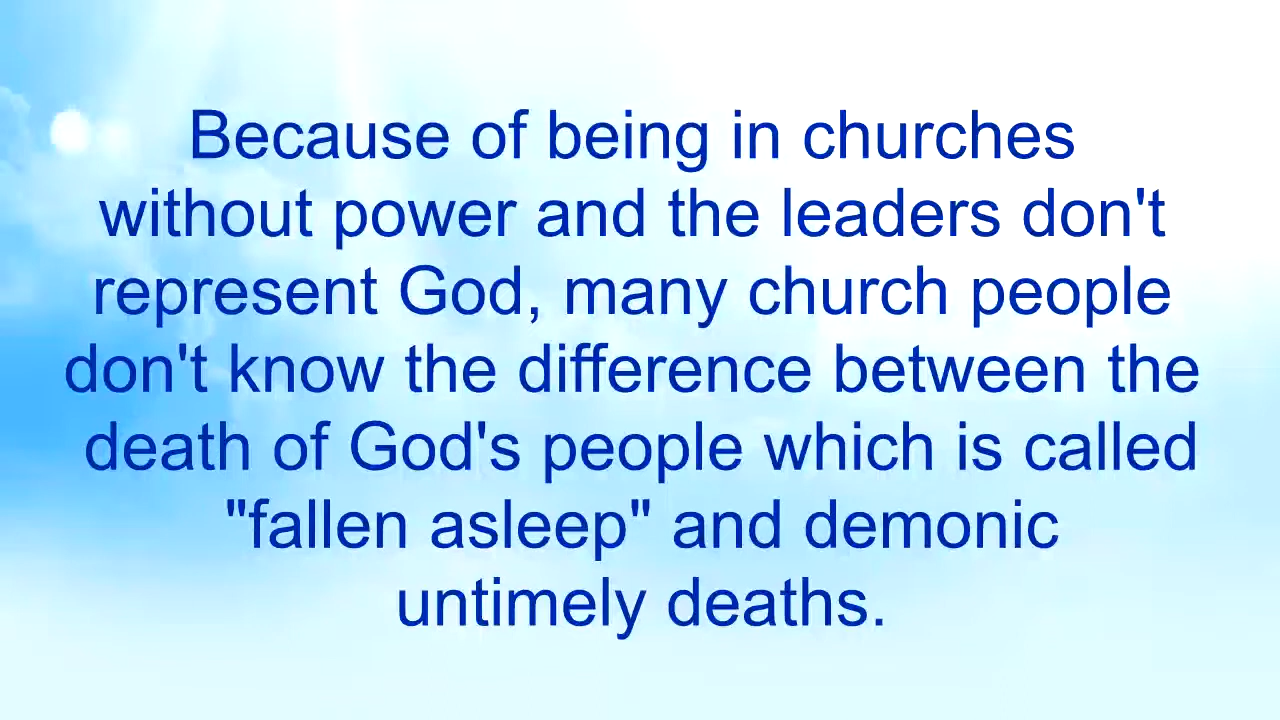 Because of being in churches
without power and the leaders don't
represent God, many church people
don't know the difference between the
death of God's people which is called
"fallen asleep" and demonic
untimely deaths.